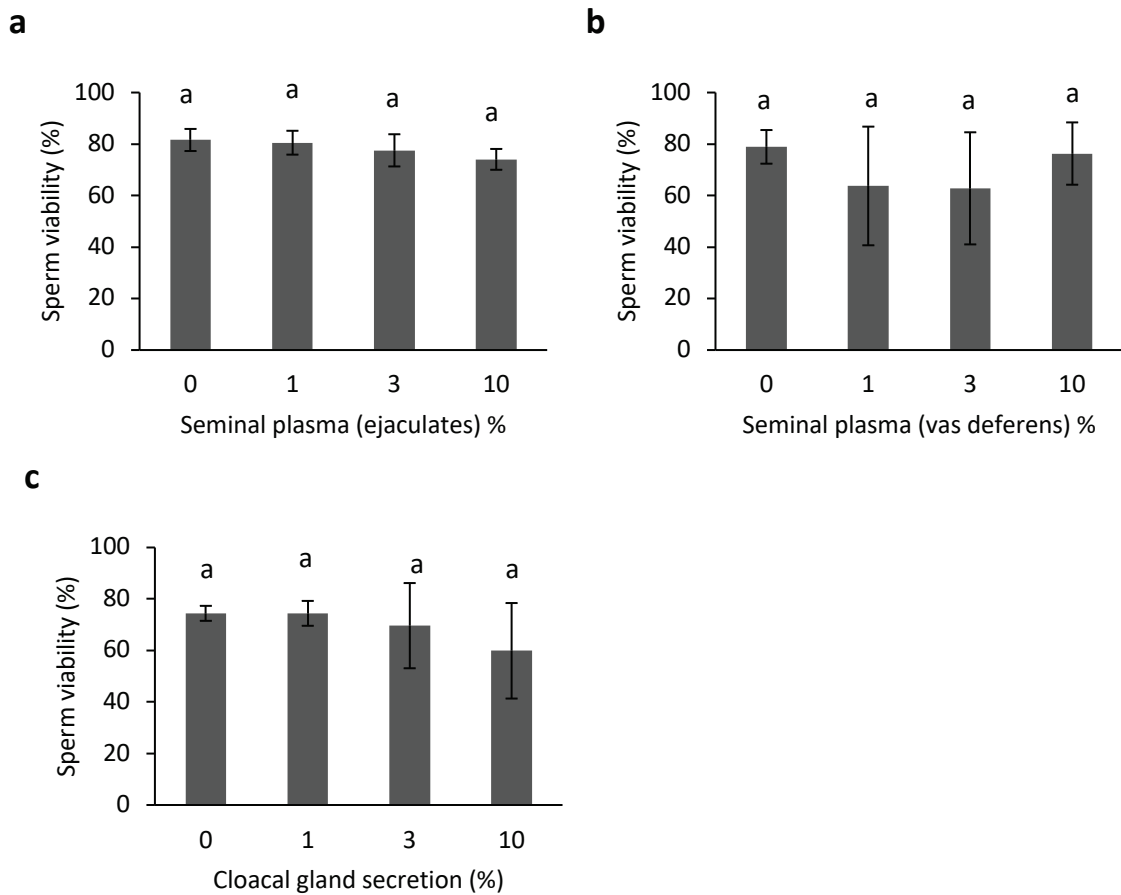 a
a a a a
100
80
60
40
20
0
Sperm viability (%)
0 1 3 10
Seminal plasma (ejaculates) %
b
a a a a
100
80
60
40
20
0
Sperm viability (%)
0 1 3 10
Seminal plasma (vas deferens) %
c
a a a a
100
80
60
40
20
0
Sperm viability (%)
0 1 3 10
Cloacal gland secretion (%)